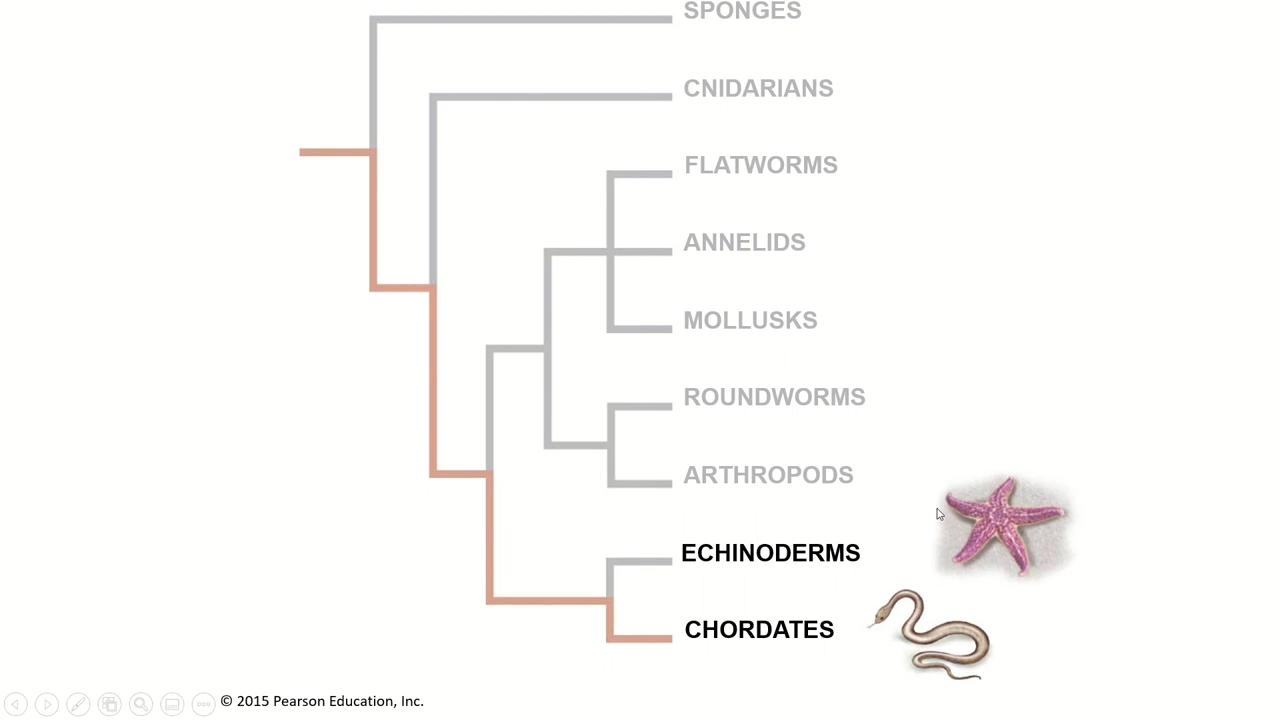 SPONGES
CNIDARIANS
FLATWORMS
ANNELIDS
MOLLUSKS
ROUNDWORMS
ARTHROPODS
ECHINODERMS
CHORDATES
© 2015 Pearson Education, Inc.